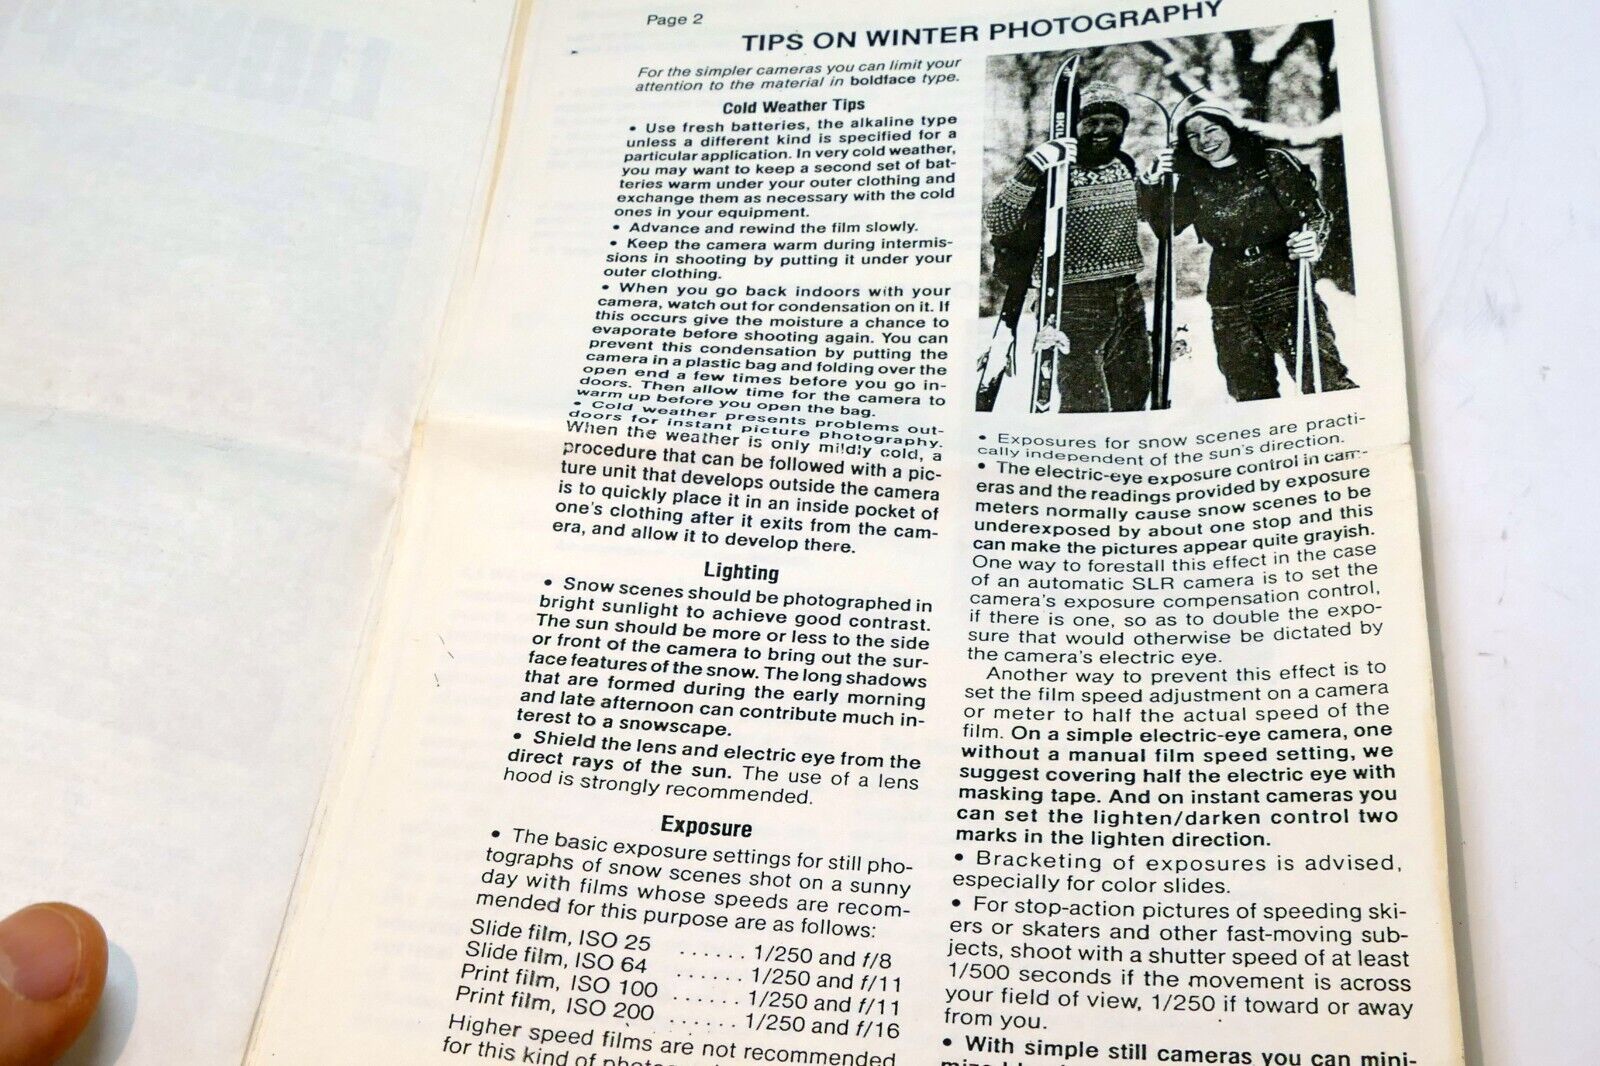 Page 2
TIPS ON WINTER PHOTOGRAPHY
For the simpler cameras you can limit your
attention to the material in boldface type.
Cold Weather Tips
• Use fresh batteries, the alkaline type
unless a different kind is specified for a
particular application. In very cold weather,
you may want to keep a second set of bat-
teries warm under your outer clothing and
exchange them as necessary with the cold
ones in your equipment.
• Advance and rewind the film slowly.
• Keep the camera warm during intermis-
sions in shooting by putting it under your
outer clothing.
• When you go back indoors with your
camera, watch out for condensation on it. If
this occurs give the moisture a chance to
evaporate before shooting again. You can
prevent this condensation by putting the
camera in a plastic bag and folding over the
open end a few times before you go in-
doors. Then allow time for the camera to
warm up before you open the bag.
• Cold weather presents problems out-
doors for instant picture photography.
When the weather is only mildly cold, a
procedure that can be followed with a pic-
ture unit that develops outside the camera
is to quickly place it in an inside pocket of
one's clothing after it exits from the cam-
era, and allow it to develop there.
Lighting
• Snow scenes should be photographed in
bright sunlight to achieve good contrast.
The sun should be more or less to the side
or front of the camera to bring out the sur-
face features of the snow. The long shadows
that are formed during the early morning
and late afternoon can contribute much in-
terest to a snowscape.
• Shield the lens and electric eye from the
direct rays of the sun. The use of a lens
hood is strongly recommended.
Exposure
• The basic exposure settings for still pho-
tographs of snow scenes shot on a sunny
day with films whose speeds are recom-
mended for this purpose are as follows:
Slide film, ISO 25 ...... 1/250 and f/8
Slide film, ISO 64 ...... 1/250 and f/11
Print film, ISO 100 ...... 1/250 and f/11
Print film, ISO 200 ...... 1/250 and f/16
Higher speed films are not recommended
for this kind of
• Exposures for snow scenes are practi-
cally independent of the sun's direction.
• The electric-eye exposure control in cam-
eras and the readings provided by exposure
meters normally cause snow scenes to be
underexposed by about one stop and this
can make the pictures appear quite grayish.
One way to forestall this effect in the case
of an automatic SLR camera is to set the
camera's exposure compensation control,
if there is one, so as to double the expo-
sure that would otherwise be dictated by
the camera's electric eye.
Another way to prevent this effect is to
set the film speed adjustment on a camera
or meter to half the actual speed of the
film. On a simple electric-eye camera, one
without a manual film speed setting, we
suggest covering half the electric eye with
masking tape. And on instant cameras you
can set the lighten/darken control two
marks in the lighten direction.
• Bracketing of exposures is advised,
especially for color slides.
• For stop-action pictures of speeding ski-
ers or skaters and other fast-moving sub-
jects, shoot with a shutter speed of at least
1/500 seconds if the movement is across
your field of view, 1/250 if toward or away
from you.
• With simple still cameras you can mini-